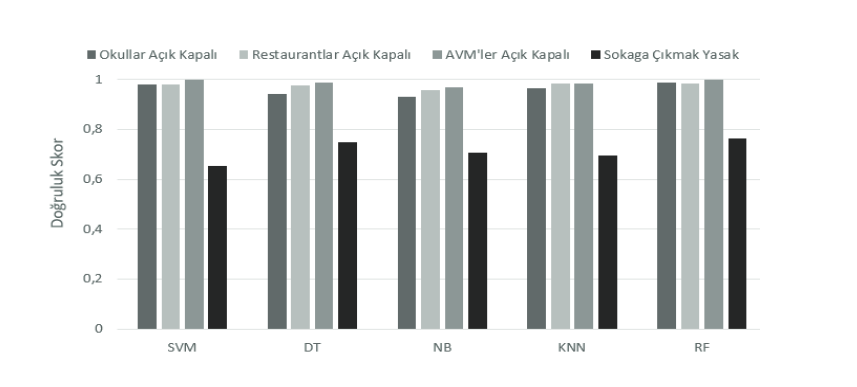 Okullar Açık Kapalı Restaurantlar Açık Kapalı AVM'ler Açık Kapalı Sokaga Çıkmak Yasak
1
0,8
0,6
0,4
0,2
0
Doğruluk Skor
SVM DT NB KNN RF